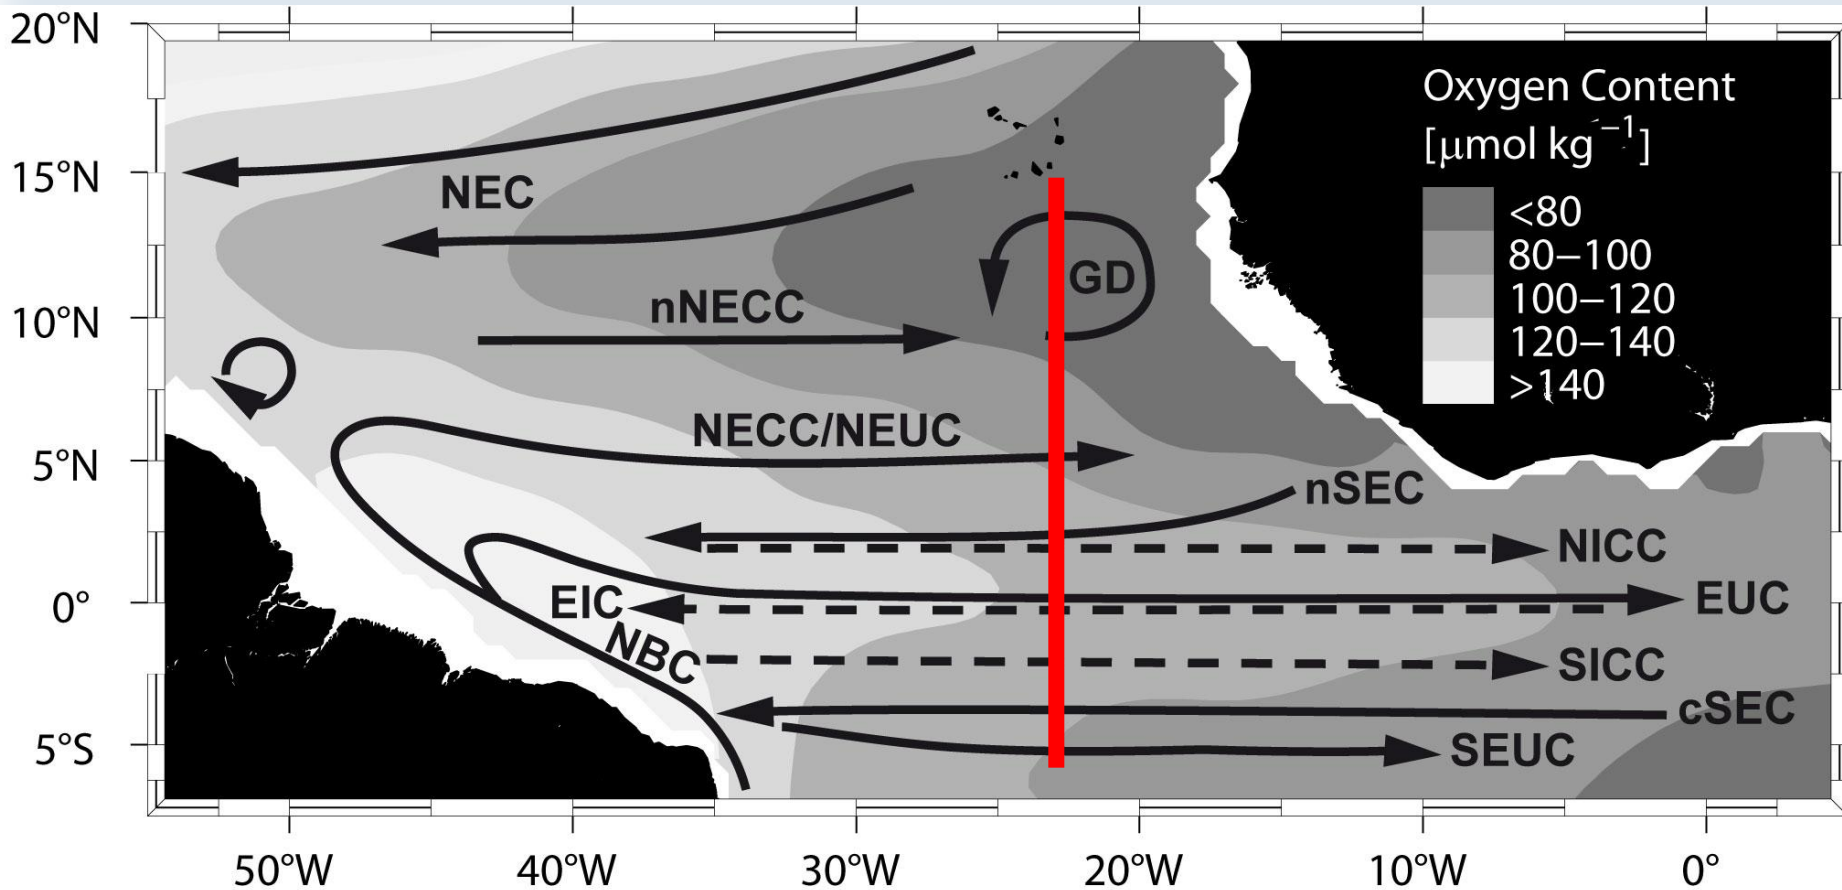 20°N
15°N
10°N
5°N
0°
5°S
50°W
40°W
30°W
20°W
10°W
0°
Oxygen Content
[μmol kg⁻¹]
<80
80–100
100–120
120–140
>140
NEC
GD
nNECC
NECC/NEUC
nSEC
NICC
EIC
EUC
NBC
SICC
cSEC
SEUC